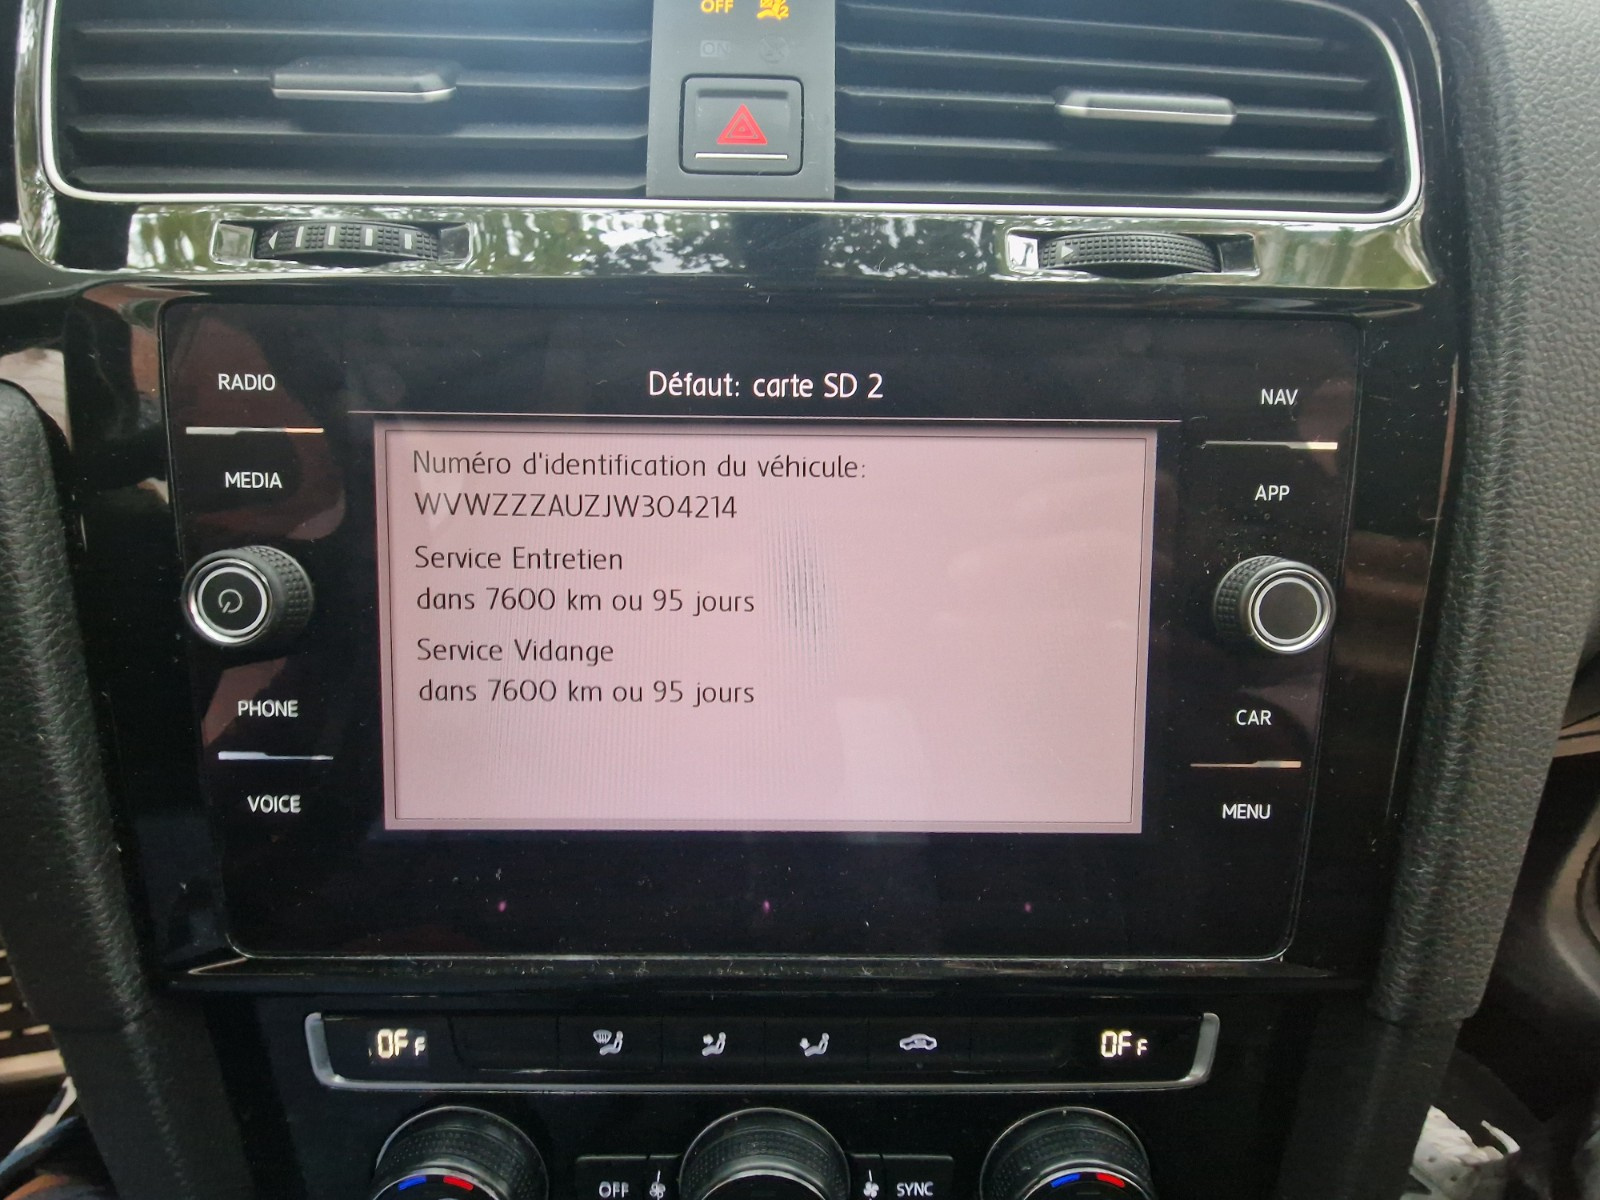 OFF
ON
RADIO
Défaut: carte SD 2
NAV
MEDIA
Numéro d'identification du véhicule:
WVWZZZAUZJW304214
APP
Service Entretien
dans 7600 km ou 95 jours
Service Vidange
dans 7600 km ou 95 jours
PHONE
CAR
VOICE
MENU
OFF
OFF
OFF
SYNC